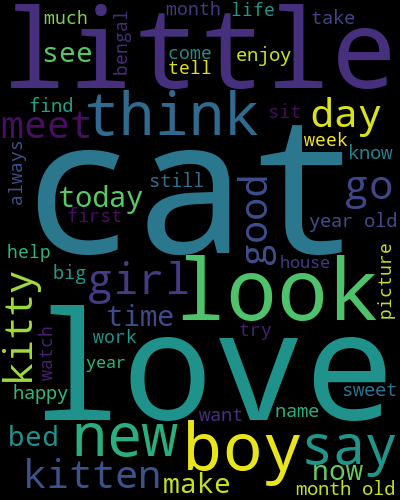 much
bengal
month
life
take
little
see
come
tell
enjoy
find
think
meet
sit
day
week
know
always
cat
today
still
first
good
go
year old
help
big
girl
look
house
picture
kitty
time
try
love
watch
work
year
happy
sweet
want
name
bed
new
boy
say
kitten
make
now
month old